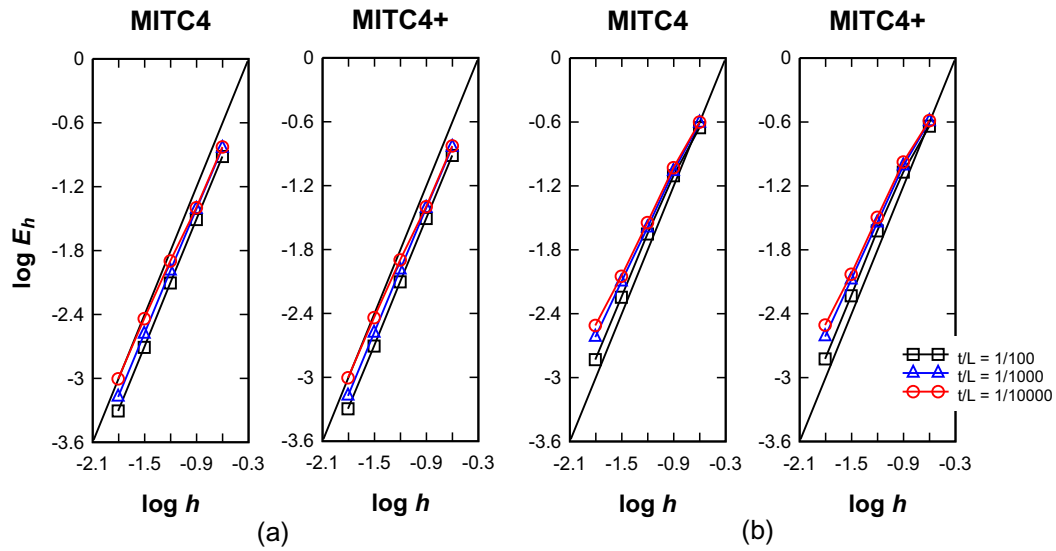 MITC4 MITC4+ MITC4 MITC4+
0 0 0 0
-0.6 -0.6 -0.6 -0.6
-1.2 -1.2 -1.2 -1.2
log Eh
-1.8 -1.8 -1.8 -1.8
-2.4 -2.4 -2.4 -2.4
t/L = 1/100
-3 -3 -3 -3
t/L = 1/1000
t/L = 1/10000
-3.6 -3.6 -3.6 -3.6
-2.1 -1.5 -0.9 -0.3 -2.1 -1.5 -0.9 -0.3 -2.1 -1.5 -0.9 -0.3 -2.1 -1.5 -0.9 -0.3
log h log h log h log h
(a) (b)